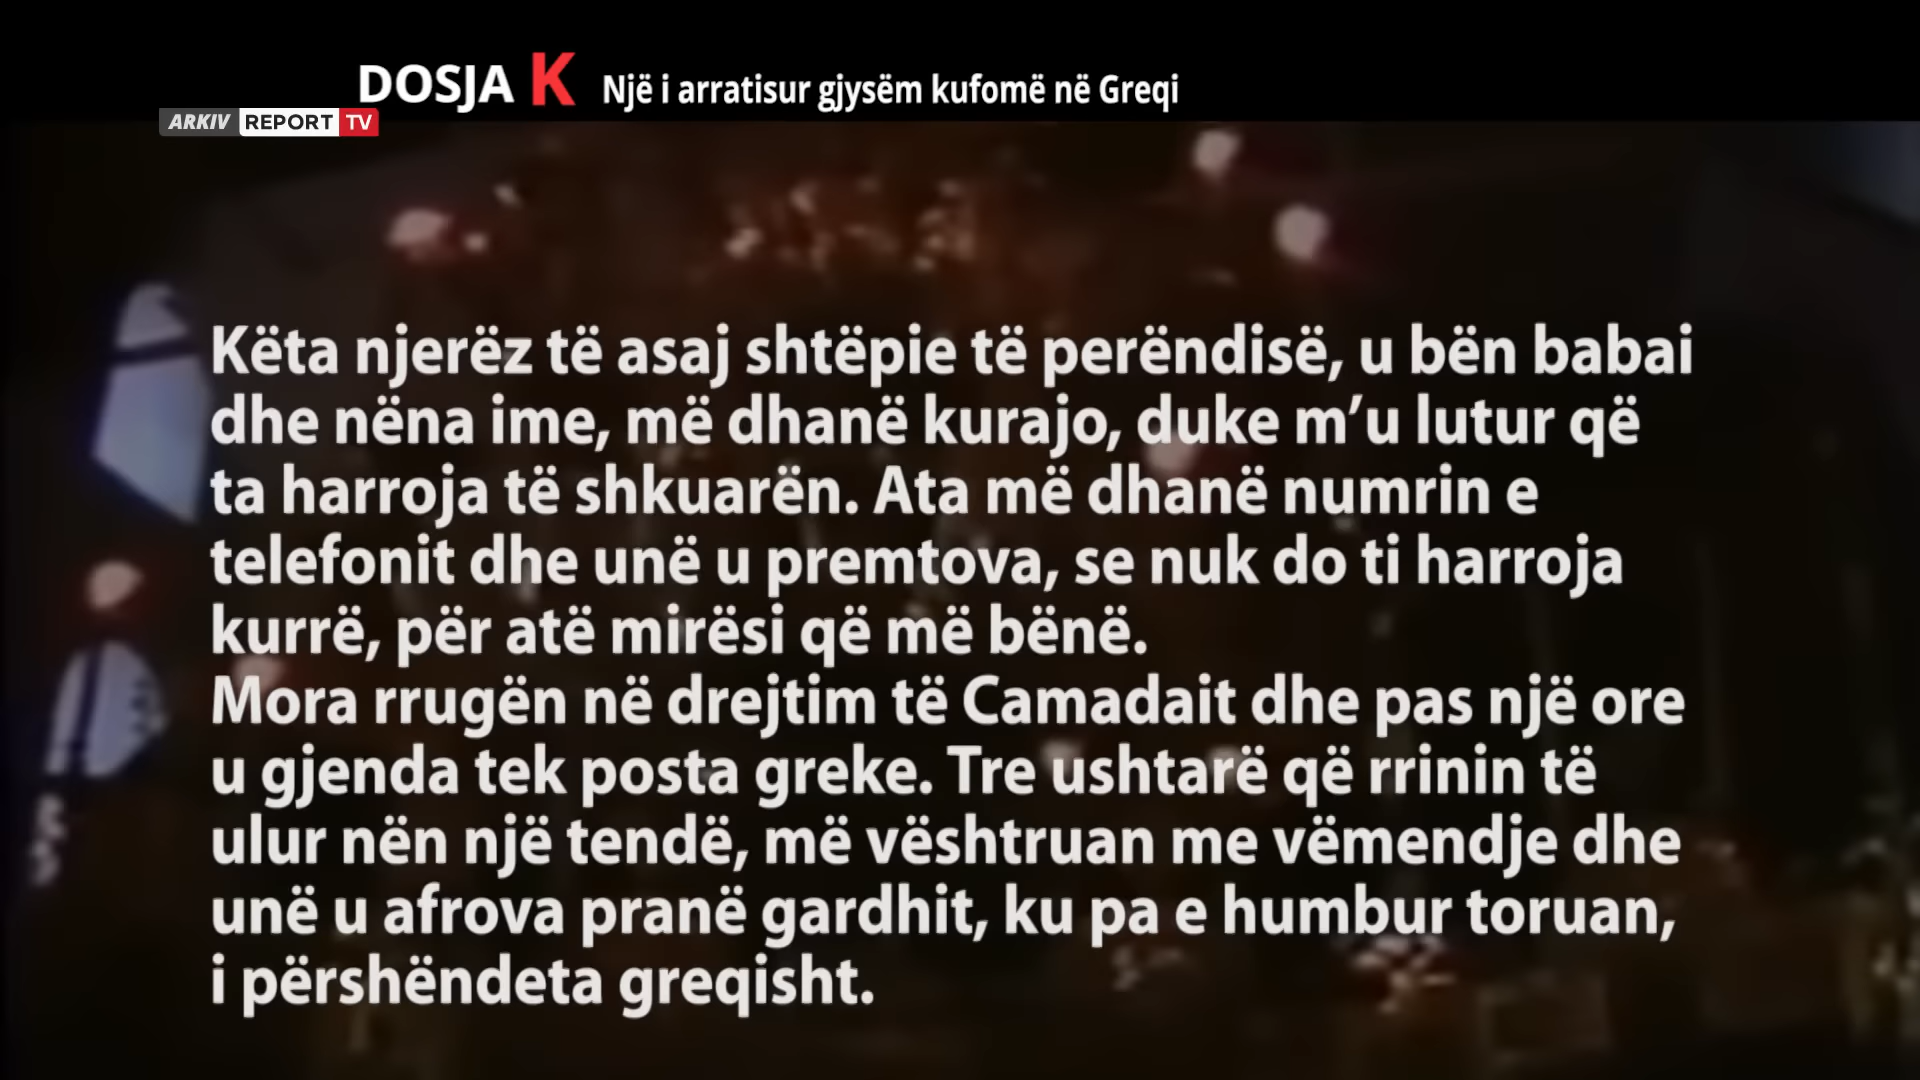 DOSJA K Një i arratisur gjysëm kufomë në Greqi
ARKIV REPORT TV
Këta njerëz të asaj shtëpie të perëndisë, u bën babai
dhe nëna ime, më dhanë kurajo, duke m’u lutur që
ta harroja të shkuarën. Ata më dhanë numrin e
telefonit dhe unë u premtova, se nuk do ti harroja
kurrë, për atë mirësi që më bënë.
Mora rrugën në drejtim të Camadait dhe pas një ore
u gjenda tek posta greke. Tre ushtarë që rrinin të
ulur nën një tendë, më vështruan me vëmendje dhe
unë u afrova pranë gardhit, ku pa e humbur toruan,
i përshëndeta greqisht.